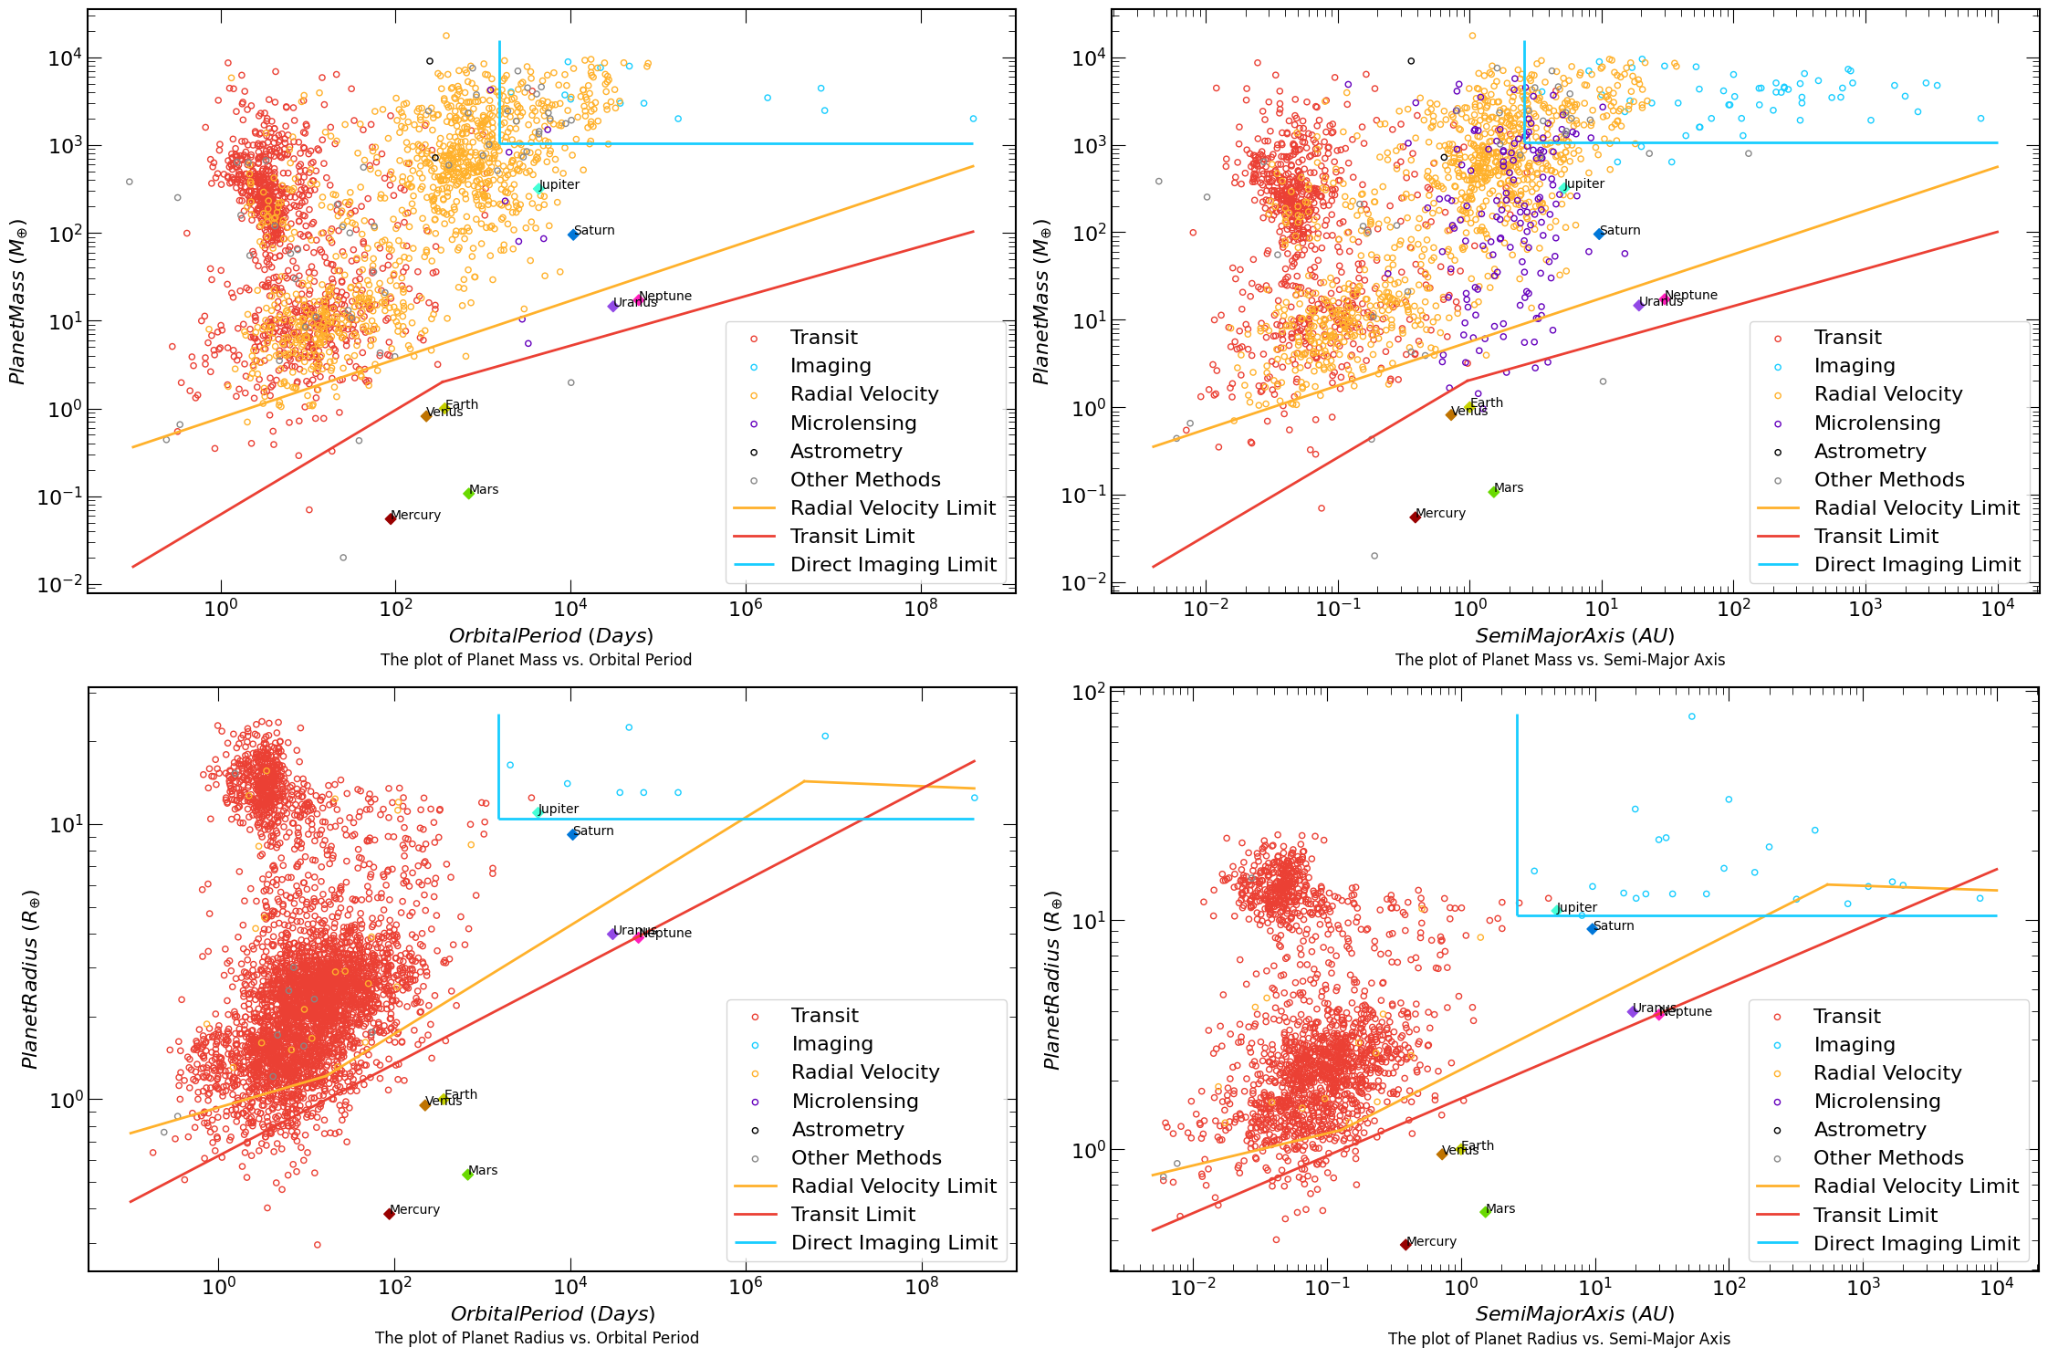 10^4
10^3
10^2
10^1
10^0
10^-1
10^-2
PlanetMass (M⊕)
Jupiter
Saturn
Neptune
Uranus
Earth
Venus
Mars
Mercury
Transit
Imaging
Radial Velocity
Microlensing
Astrometry
Other Methods
Radial Velocity Limit
Transit Limit
Direct Imaging Limit
10^0 10^2 10^4 10^6 10^8
OrbitalPeriod (Days)
The plot of Planet Mass vs. Orbital Period
10^4
10^3
10^2
10^1
10^0
10^-1
10^-2
PlanetMass (M⊕)
Jupiter
Saturn
Neptune
Uranus
Earth
Venus
Mars
Mercury
Transit
Imaging
Radial Velocity
Microlensing
Astrometry
Other Methods
Radial Velocity Limit
Transit Limit
Direct Imaging Limit
10^-2 10^-1 10^0 10^1 10^2 10^3 10^4
SemiMajorAxis (AU)
The plot of Planet Mass vs. Semi-Major Axis
10^1
10^0
PlanetRadius (R⊕)
Jupiter
Saturn
Uranus
Neptune
Earth
Venus
Mars
Mercury
Transit
Imaging
Radial Velocity
Microlensing
Astrometry
Other Methods
Radial Velocity Limit
Transit Limit
Direct Imaging Limit
10^0 10^2 10^4 10^6 10^8
OrbitalPeriod (Days)
The plot of Planet Radius vs. Orbital Period
10^2
10^1
10^0
PlanetRadius (R⊕)
Jupiter
Saturn
Uranus
Neptune
Earth
Venus
Mars
Mercury
Transit
Imaging
Radial Velocity
Microlensing
Astrometry
Other Methods
Radial Velocity Limit
Transit Limit
Direct Imaging Limit
10^-2 10^-1 10^0 10^1 10^2 10^3 10^4
SemiMajorAxis (AU)
The plot of Planet Radius vs. Semi-Major Axis